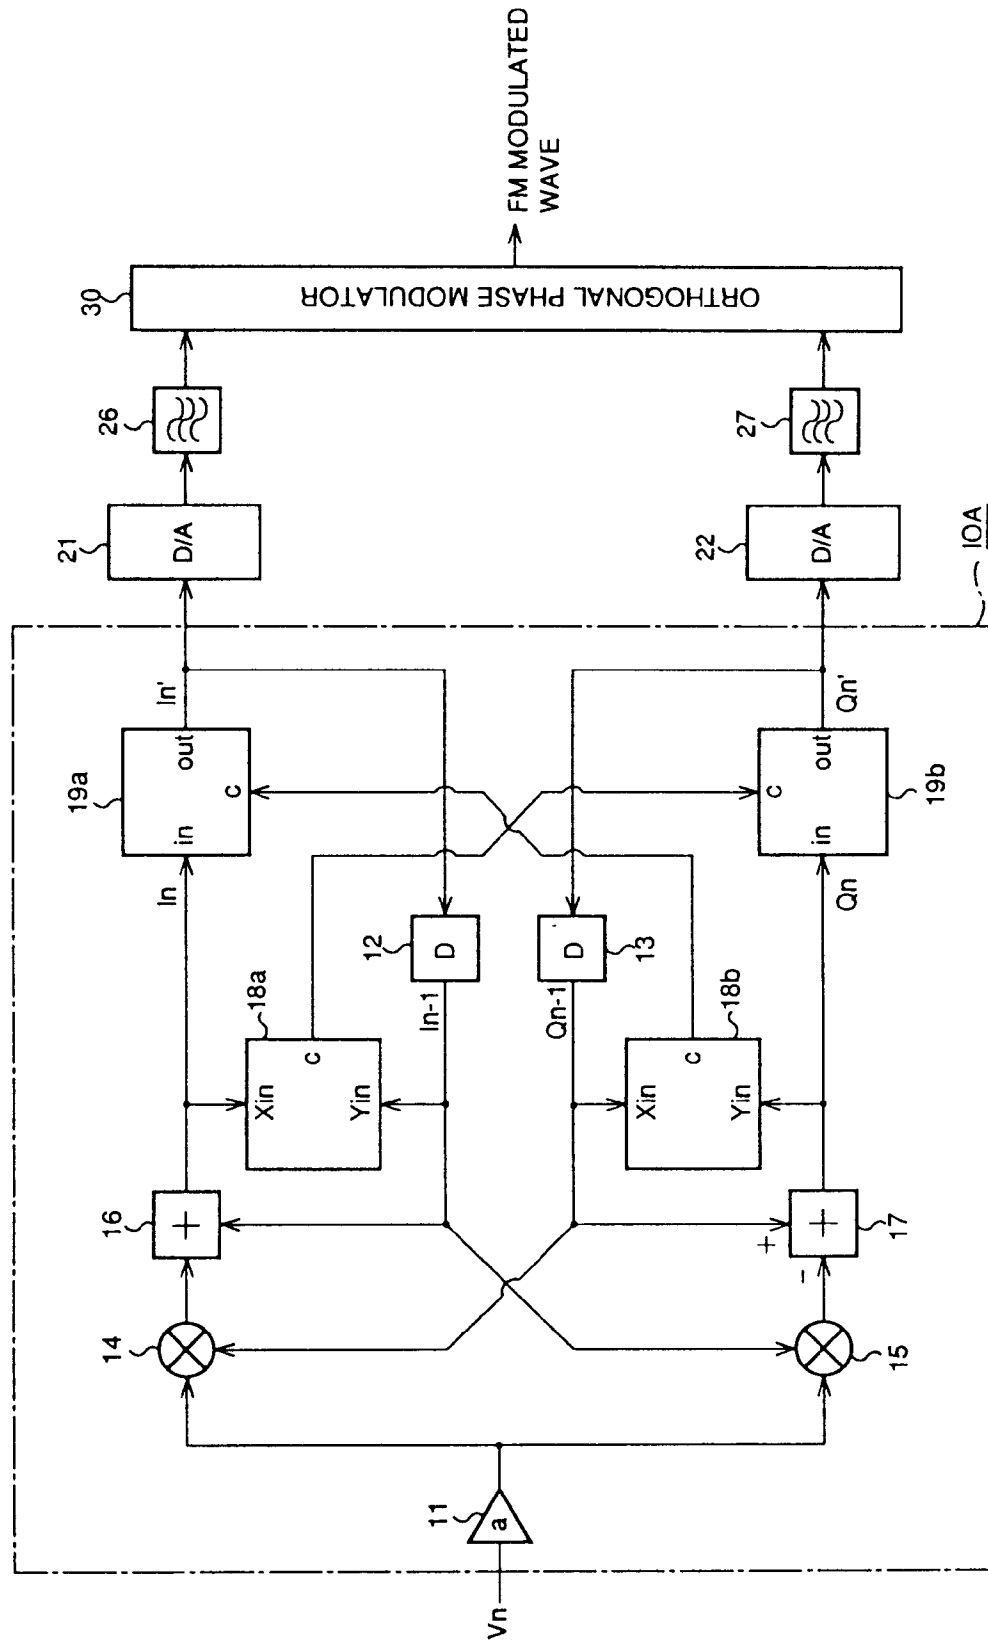 Vn
11
a
14
15
16
+
17
+
+
-
18a
Xin
Yin
c
18b
Xin
Yin
c
12
D
In-1
13
D
Qn-1
In
19a
in
out
c
In'
Qn
19b
in
out
c
Qn'
10A
21
D/A
22
D/A
26
27
30
ORTHOGONAL PHASE MODULATOR
FM MODULATED
WAVE